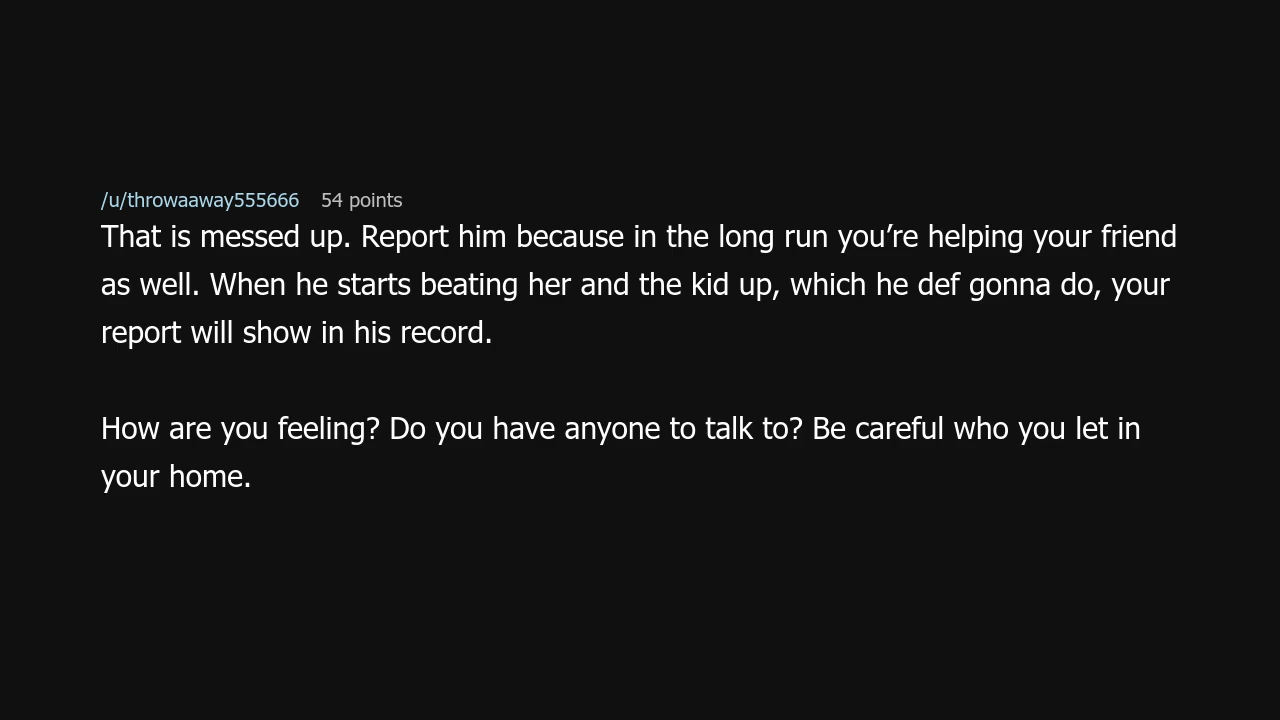 /u/throwaaway555666 54 points
That is messed up. Report him because in the long run you’re helping your friend
as well. When he starts beating her and the kid up, which he def gonna do, your
report will show in his record.
How are you feeling? Do you have anyone to talk to? Be careful who you let in
your home.